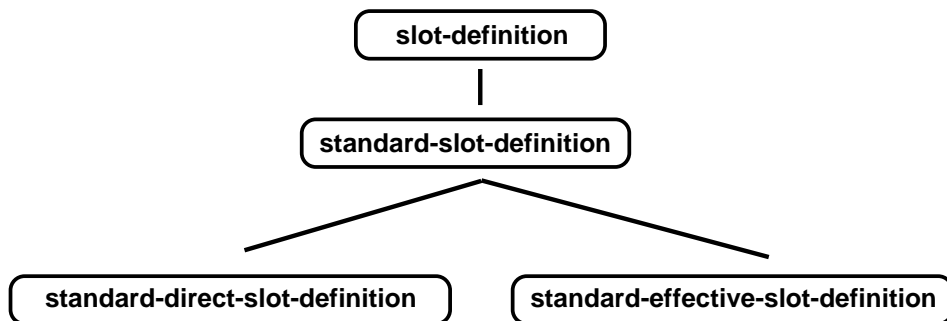 slot-definition
standard-slot-definition
standard-direct-slot-definition
standard-effective-slot-definition